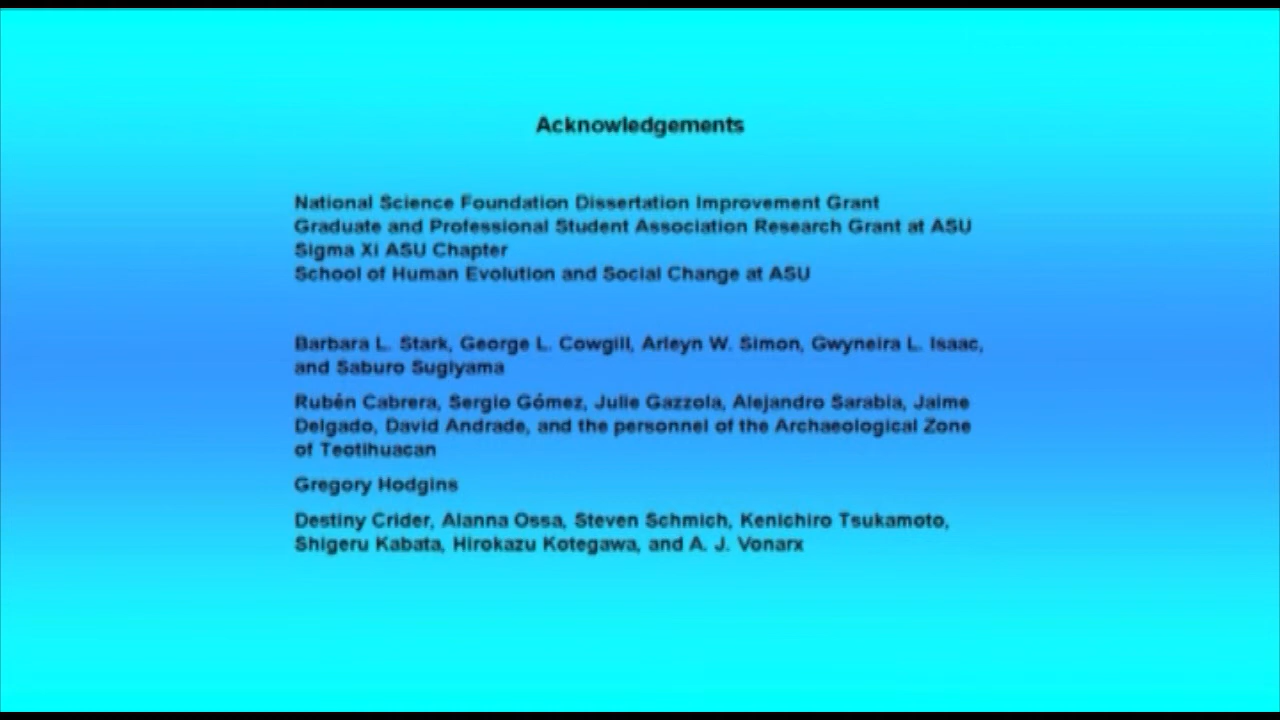 Acknowledgements
National Science Foundation Dissertation Improvement Grant
Graduate and Professional Student Association Research Grant at ASU
Sigma Xi ASU Chapter
School of Human Evolution and Social Change at ASU
Barbara L. Stark, George L. Cowgill, Arleyn W. Simon, Gwyneira L. Isaac,
and Saburo Sugiyama
Rubén Cabrera, Sergio Gómez, Julie Gazzola, Alejandro Sarabia, Jaime
Delgado, David Andrade, and the personnel of the Archaeological Zone
of Teotihuacan
Gregory Hodgins
Destiny Crider, Alanna Ossa, Steven Schmich, Kenichiro Tsukamoto,
Shigeru Kabata, Hirokazu Kotegawa, and A. J. Vonarx